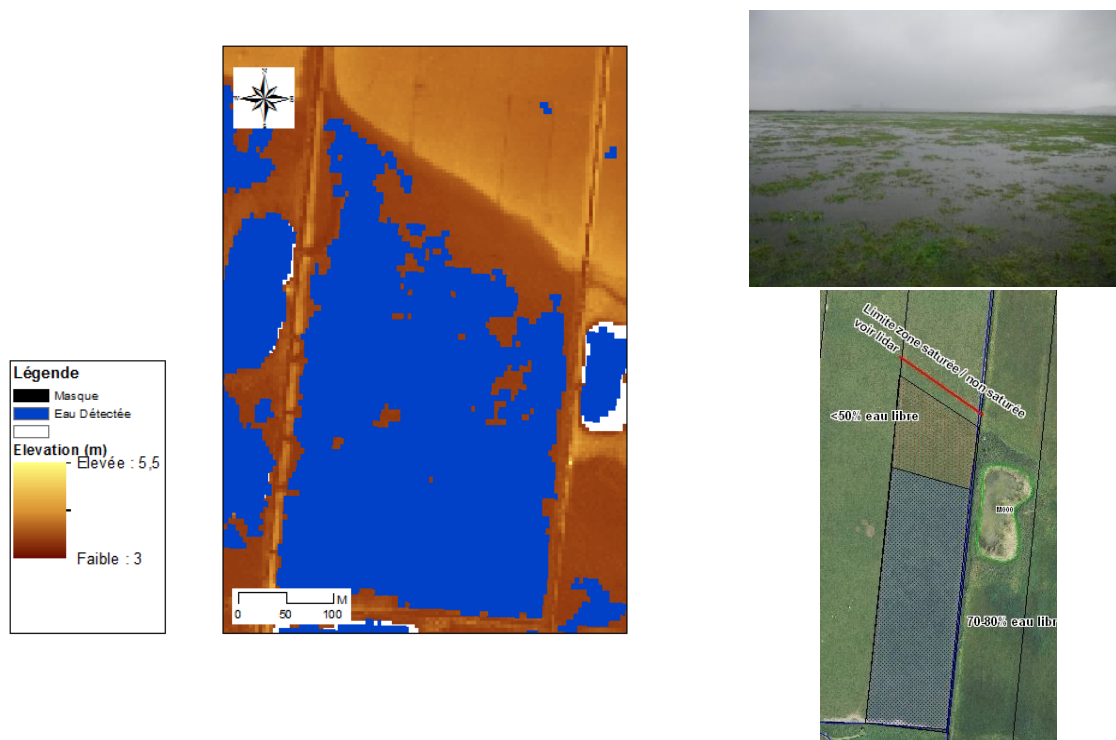 Légende
Masque
Eau Détectée
Elevation (m)
Elevée : 5,5
Faible : 3
0 50 100 M
Limite zone saturée / non saturée
voir lidar
<50% eau libre
M000
70-80% eau libr